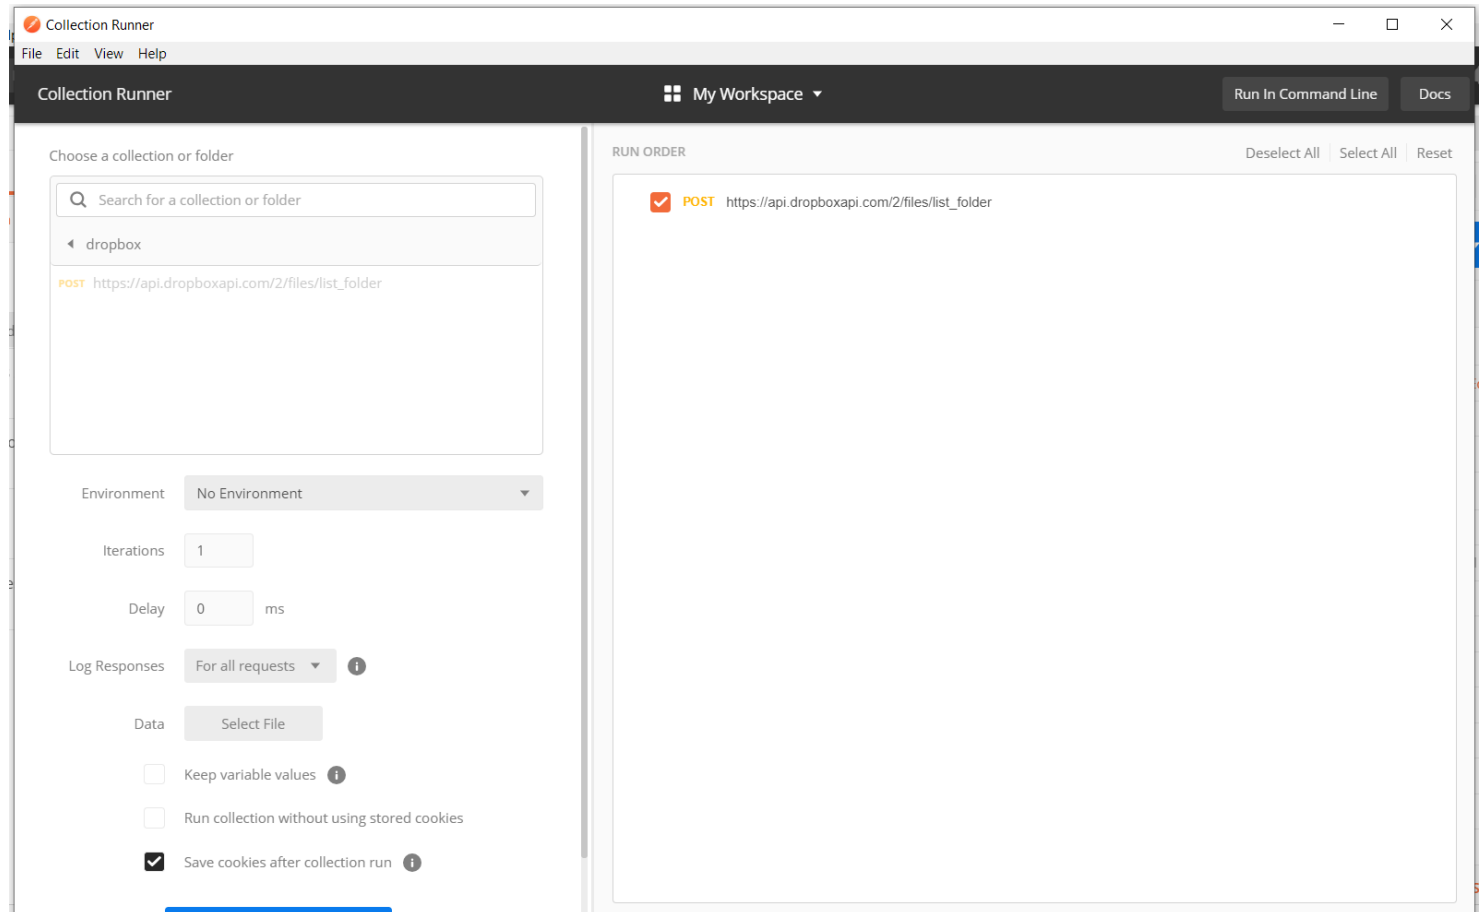 Collection Runner
File Edit View Help
Collection Runner
My Workspace
Run In Command Line
Docs
Choose a collection or folder
Search for a collection or folder
dropbox
POST https://api.dropboxapi.com/2/files/list_folder
Environment No Environment
Iterations 1
Delay 0 ms
Log Responses For all requests
Data Select File
Keep variable values
Run collection without using stored cookies
Save cookies after collection run
RUN ORDER
Deselect All Select All Reset
POST https://api.dropboxapi.com/2/files/list_folder